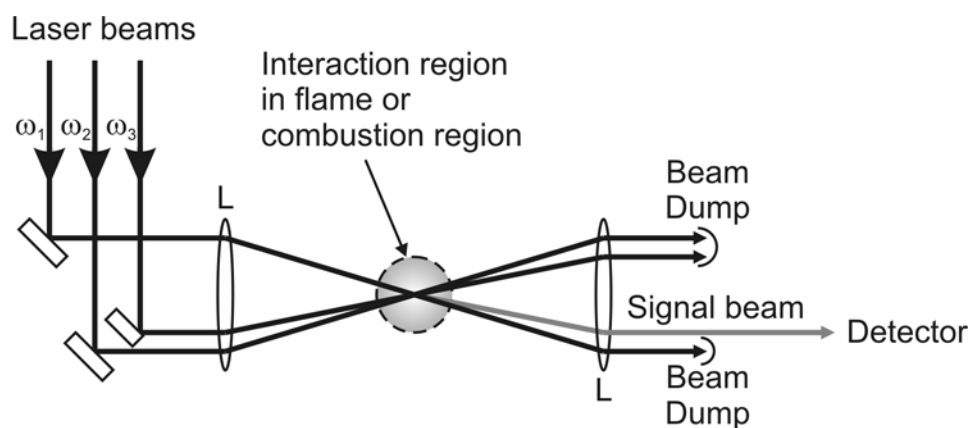 Laser beams
ω1 ω2 ω3
Interaction region
in flame or
combustion region
L
Beam
Dump
Signal beam
Detector
L
Beam
Dump